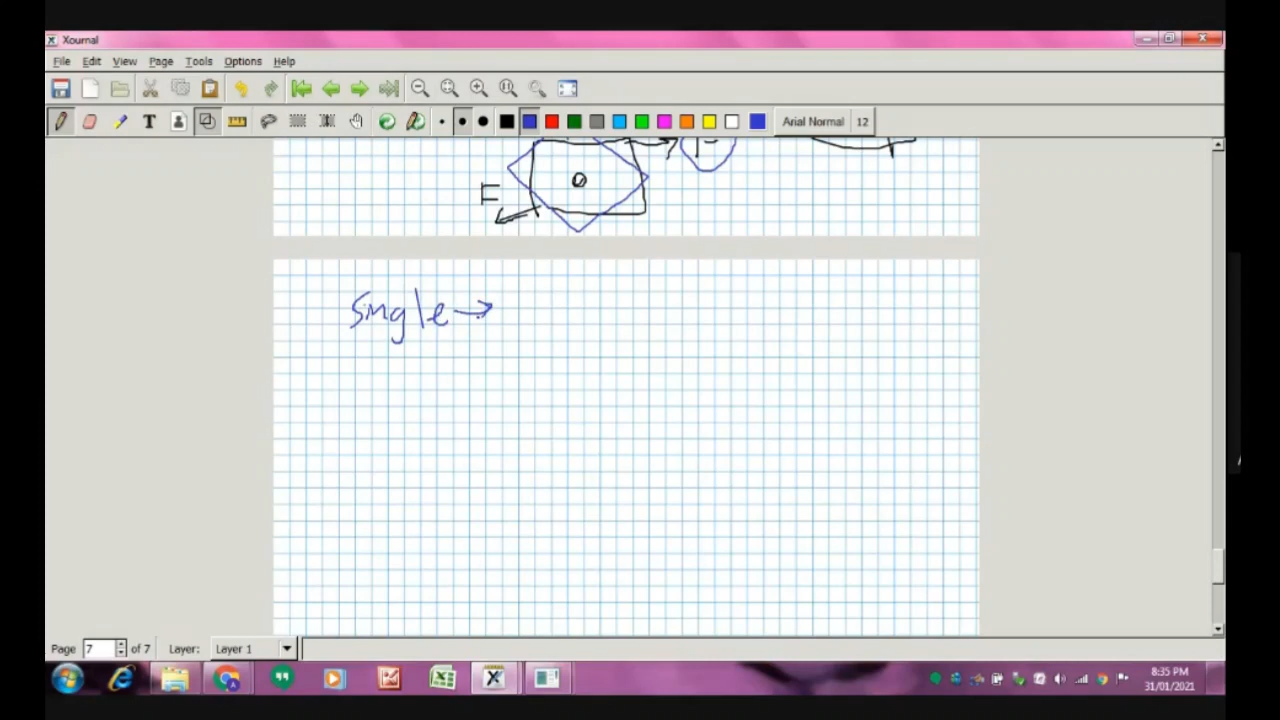 Xournal
File Edit View Page Tools Options Help
Arial Normal 12
F
0
Single →
Page 7 of 7 Layer: Layer 1
8:35 PM
31/01/2021